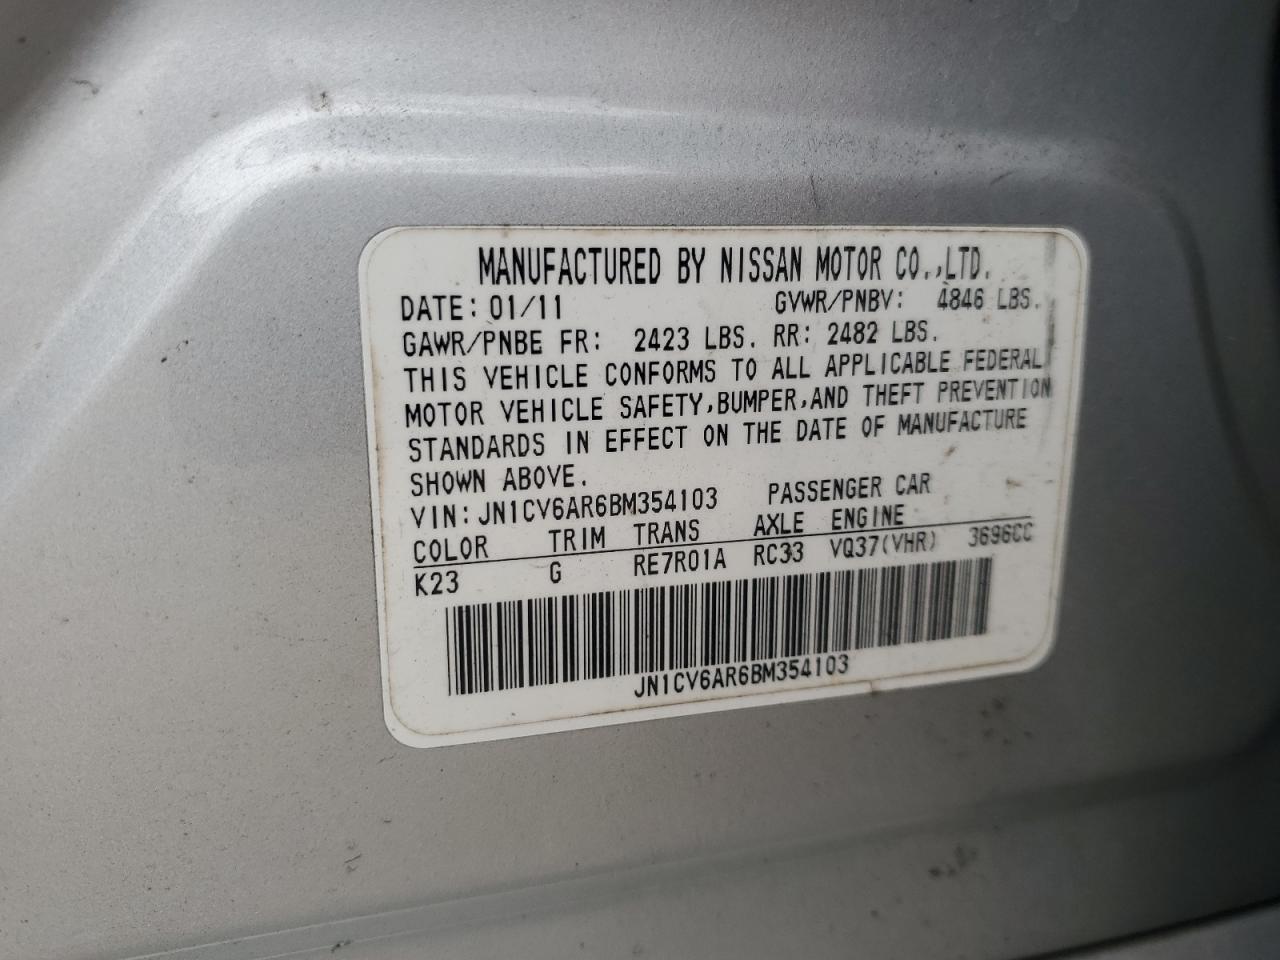 MANUFACTURED BY NISSAN MOTOR CO.,LTD.
DATE: 01/11 GVWR/PNBV: 4846 LBS.
GAWR/PNBE FR: 2423 LBS. RR: 2482 LBS.
THIS VEHICLE CONFORMS TO ALL APPLICABLE FEDERAL
MOTOR VEHICLE SAFETY,BUMPER,AND THEFT PREVENTION
STANDARDS IN EFFECT ON THE DATE OF MANUFACTURE
SHOWN ABOVE.
VIN: JN1CV6AR6BM354103 PASSENGER CAR
COLOR TRIM TRANS AXLE ENGINE
K23 G RE7R01A RC33 VQ37(VHR) 3696CC
JN1CV6AR6BM354103